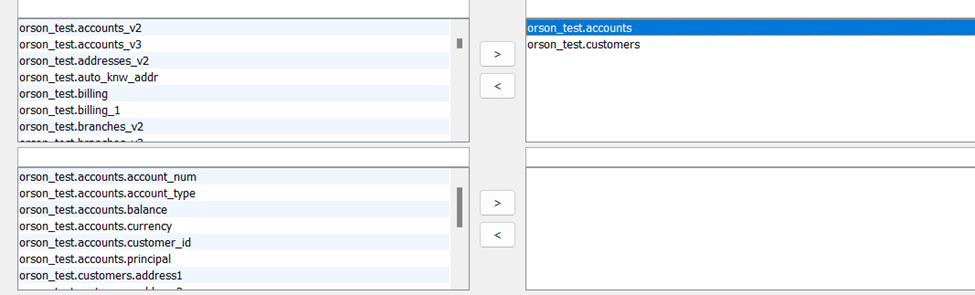 orson_test.accounts_v2
orson_test.accounts_v3
orson_test.addresses_v2
orson_test.auto_knw_addr
orson_test.billing
orson_test.billing_1
orson_test.branches_v2
>
<
orson_test.accounts
orson_test.customers
orson_test.accounts.account_num
orson_test.accounts.account_type
orson_test.accounts.balance
orson_test.accounts.currency
orson_test.accounts.customer_id
orson_test.accounts.principal
orson_test.customers.address1
>
<